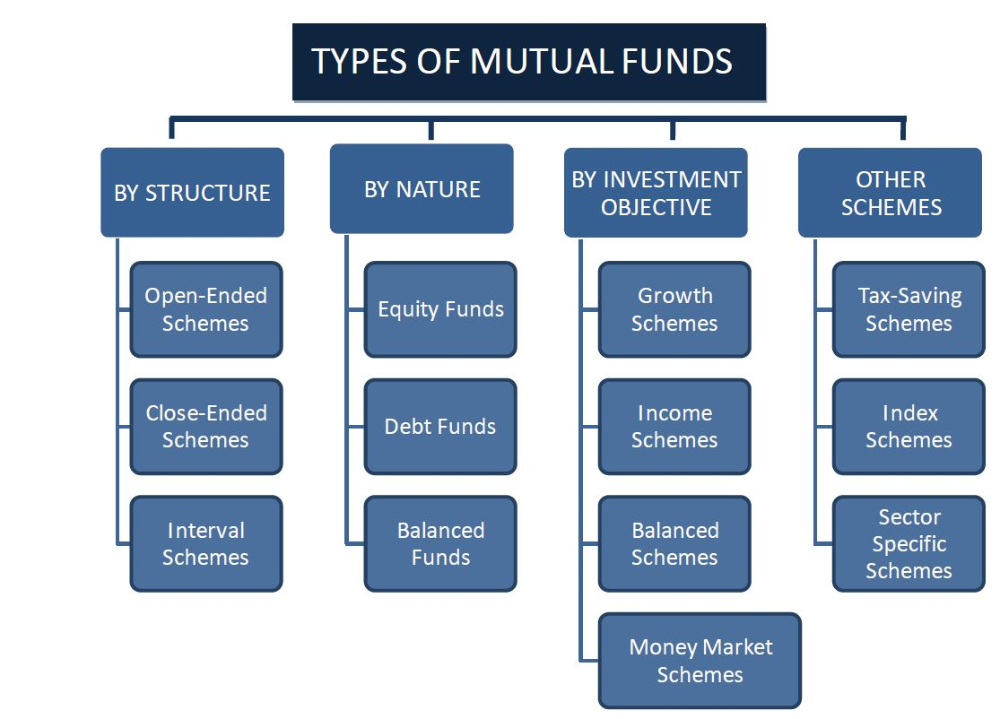 TYPES OF MUTUAL FUNDS
BY STRUCTURE
Open-Ended
Schemes
Close-Ended
Schemes
Interval
Schemes
BY NATURE
Equity Funds
Debt Funds
Balanced
Funds
BY INVESTMENT
OBJECTIVE
Growth
Schemes
Income
Schemes
Balanced
Schemes
Money Market
Schemes
OTHER
SCHEMES
Tax-Saving
Schemes
Index
Schemes
Sector
Specific
Schemes